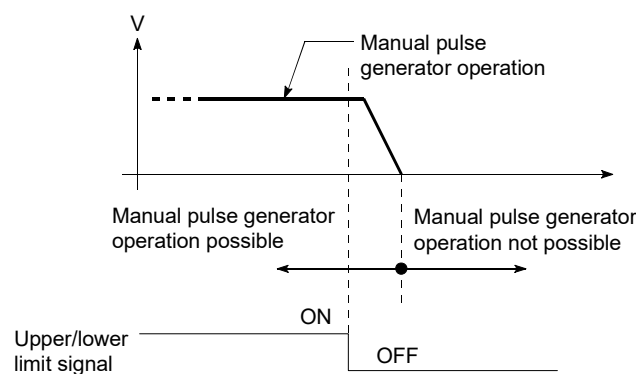 V
Manual pulse
generator operation
Manual pulse generator
operation possible
Manual pulse generator
operation not possible
ON
Upper/lower
limit signal
OFF